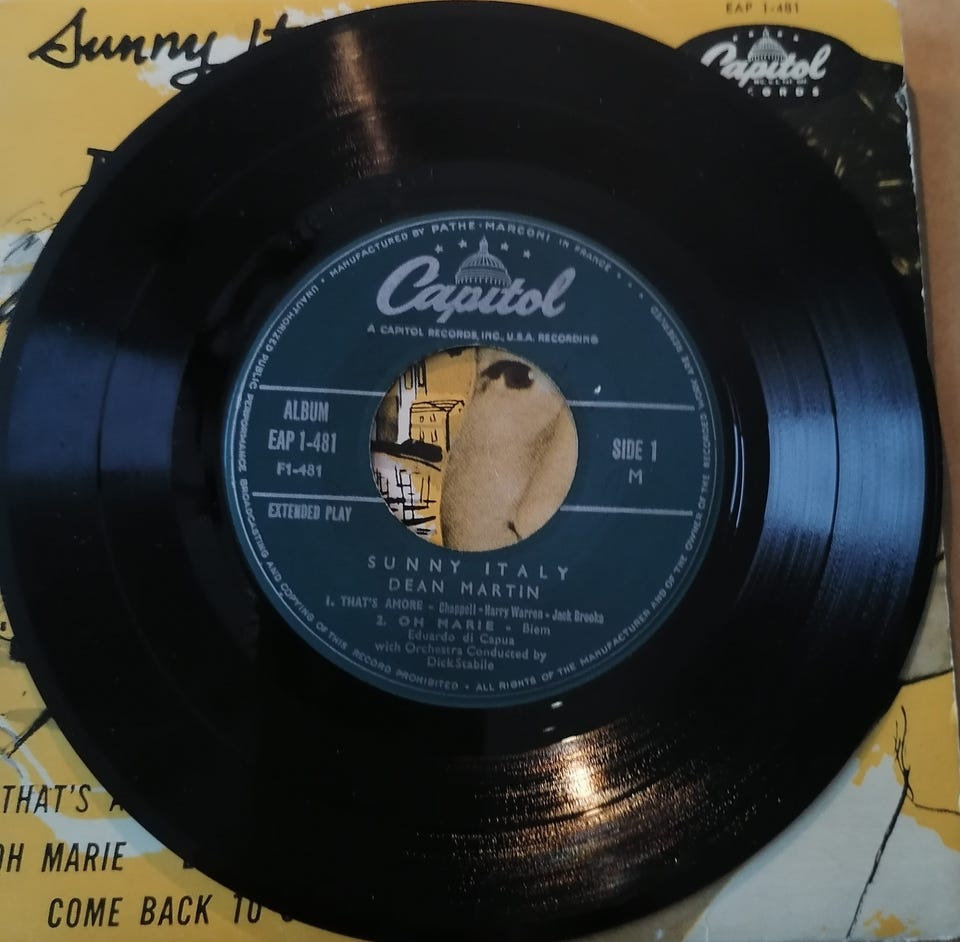 Sunny
EAP 1-481
Capitol
RECORDS
MANUFACTURED BY PATHE-MARCONI IN FRANCE
Capitol
A CAPITOL RECORDS, INC., U.S.A. RECORDING
ALBUM
EAP 1-481
F1-481
EXTENDED PLAY
SIDE 1
M
SUNNY ITALY
DEAN MARTIN
1. THAT'S AMORE - Chappell - Harry Warren - Jack Brooks
2. OH MARIE - Biem
Eduardo di Capua
with Orchestra Conducted by
Dick Stabile
ALL RIGHTS OF THE MANUFACTURER AND OF THE OWNER OF THE RECORDED WORK ARE RESERVED
UNAUTHORIZED PUBLIC PERFORMANCE BROADCASTING AND COPYING OF THIS RECORD PROHIBITED
THAT'S A
OH MARIE
COME BACK TO